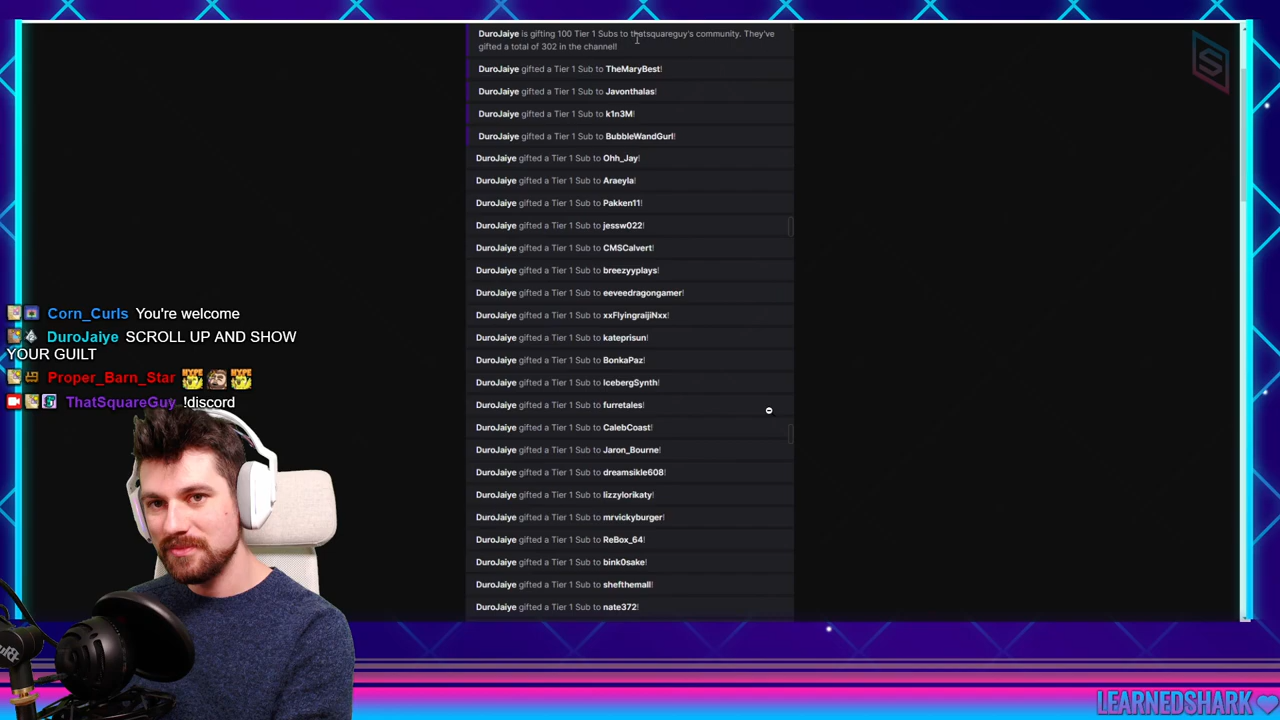 DuroJaiye is gifting 100 Tier 1 Subs to thatsquareguy's community. They've
gifted a total of 302 in the channel!
DuroJaiye gifted a Tier 1 Sub to TheMaryBest!
DuroJaiye gifted a Tier 1 Sub to Javonthalas!
DuroJaiye gifted a Tier 1 Sub to k1n3M!
DuroJaiye gifted a Tier 1 Sub to BubbleWandGurl!
DuroJaiye gifted a Tier 1 Sub to Ohh_Jay!
DuroJaiye gifted a Tier 1 Sub to Araeyla!
DuroJaiye gifted a Tier 1 Sub to Pakken11!
DuroJaiye gifted a Tier 1 Sub to jessw022!
DuroJaiye gifted a Tier 1 Sub to CMSCalvert!
DuroJaiye gifted a Tier 1 Sub to breezyyplays!
DuroJaiye gifted a Tier 1 Sub to eeveedragongamer!
DuroJaiye gifted a Tier 1 Sub to xxFlyingraijiNxx!
DuroJaiye gifted a Tier 1 Sub to kateprisun!
DuroJaiye gifted a Tier 1 Sub to BonkaPaz!
DuroJaiye gifted a Tier 1 Sub to IcebergSynth!
DuroJaiye gifted a Tier 1 Sub to furretales!
DuroJaiye gifted a Tier 1 Sub to CalebCoast!
DuroJaiye gifted a Tier 1 Sub to Jaron_Bourne!
DuroJaiye gifted a Tier 1 Sub to dreamsikle608!
DuroJaiye gifted a Tier 1 Sub to lizzylorikaty!
DuroJaiye gifted a Tier 1 Sub to mrvickyburger!
DuroJaiye gifted a Tier 1 Sub to ReBox_64!
DuroJaiye gifted a Tier 1 Sub to bink0sake!
DuroJaiye gifted a Tier 1 Sub to shefthemall!
DuroJaiye gifted a Tier 1 Sub to nate372!
Corn_Curls You're welcome
DuroJaiye SCROLL UP AND SHOW
YOUR GUILT
Proper_Barn_Star HYPE HYPE
ThatSquareGuy !discord
LEARNEDSHARK